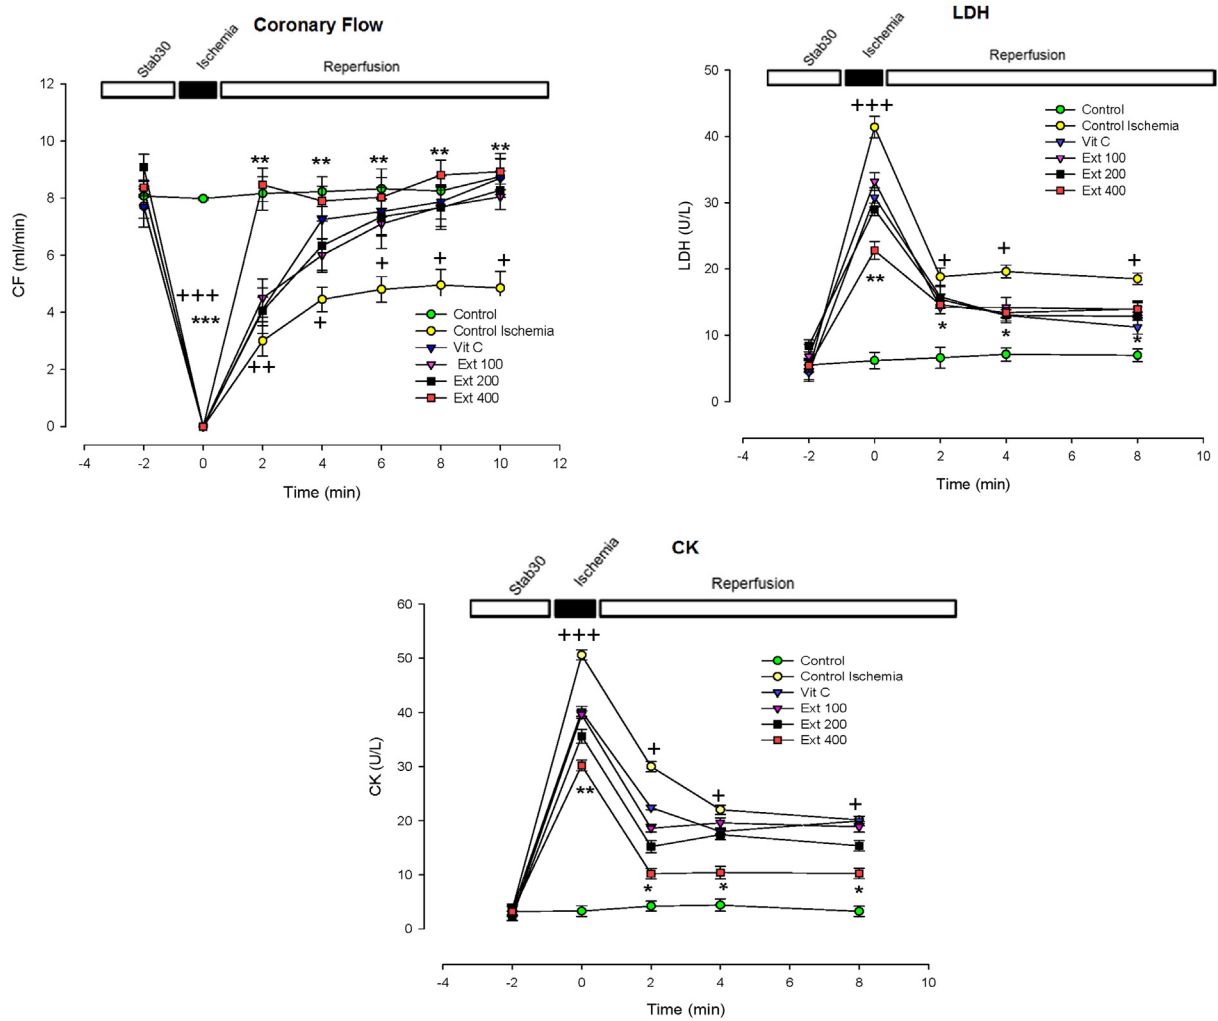 Coronary Flow
Stab30
Ischemia
Reperfusion
CF (ml/min)
12
10
8
6
4
2
0
**
**
**
**
**
+++
***
++
+
+
+
+
Control
Control Ischemia
Vit C
Ext 100
Ext 200
Ext 400
-4
-2
0
2
4
6
8
10
12
Time (min)
LDH
Stab30
Ischemia
Reperfusion
LDH (U/L)
50
40
30
20
10
0
+++
**
+
+
+
*
*
*
Control
Control Ischemia
Vit C
Ext 100
Ext 200
Ext 400
-4
-2
0
2
4
6
8
10
Time (min)
CK
Stab30
Ischemia
Reperfusion
CK (U/L)
60
50
40
30
20
10
0
+++
**
+
+
+
*
*
*
Control
Control Ischemia
Vit C
Ext 100
Ext 200
Ext 400
-4
-2
0
2
4
6
8
10
Time (min)